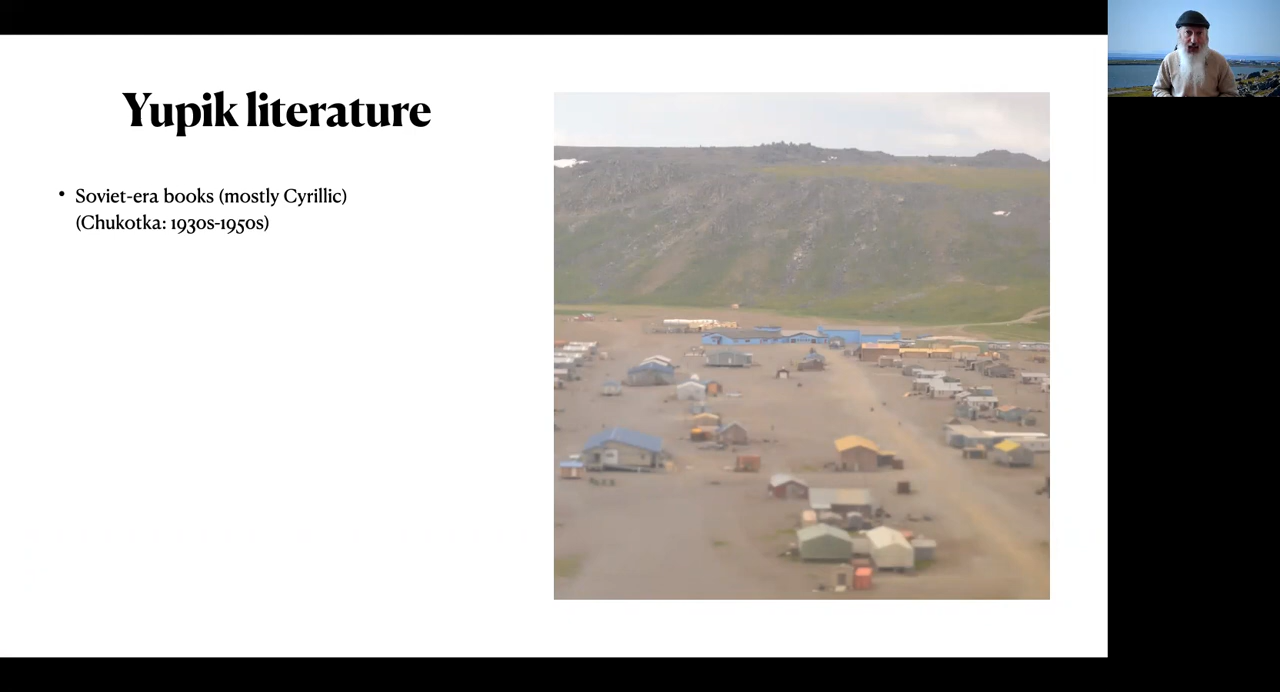 Yupik literature
• Soviet-era books (mostly Cyrillic)
(Chukotka: 1930s-1950s)